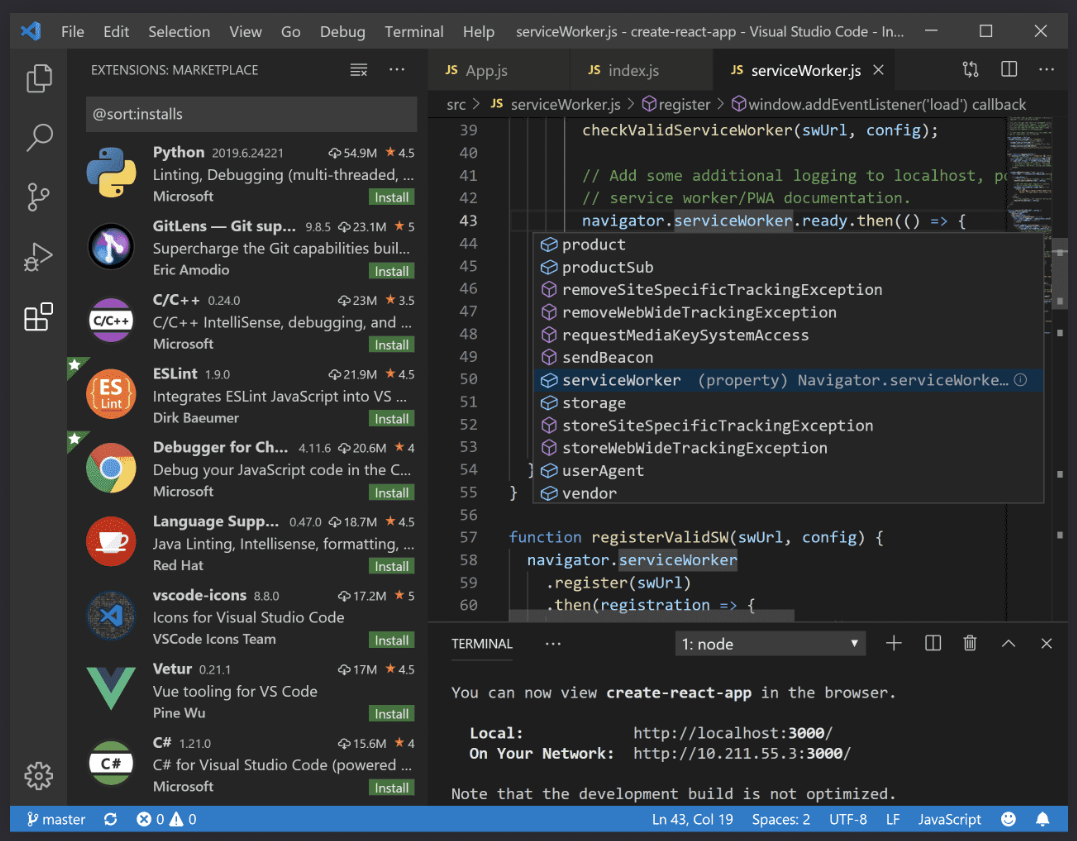 File Edit Selection View Go Debug Terminal Help serviceWorker.js - create-react-app - Visual Studio Code - In...
EXTENSIONS: MARKETPLACE
@sort:installs
Python 2019.6.24221 54.9M ★ 4.5
Linting, Debugging (multi-threaded, ...
Microsoft Install
GitLens — Git sup... 9.8.5 23.1M ★ 5
Supercharge the Git capabilities buil...
Eric Amodio Install
C/C++
C/C++ 0.24.0 23M ★ 3.5
C/C++ IntelliSense, debugging, and ...
Microsoft Install
ES
Lint
ESLint 1.9.0 21.9M ★ 4.5
Integrates ESLint JavaScript into VS ...
Dirk Baeumer Install
Debugger for Ch... 4.11.6 20.6M ★ 4
Debug your JavaScript code in the C...
Microsoft Install
Language Supp... 0.47.0 18.7M ★ 4.5
Java Linting, Intellisense, formatting, ...
Red Hat Install
vscode-icons 8.8.0 17.2M ★ 5
Icons for Visual Studio Code
VSCode Icons Team Install
Vetur 0.21.1 17M ★ 4.5
Vue tooling for VS Code
Pine Wu Install
C#
C# 1.21.0 15.6M ★ 4
C# for Visual Studio Code (powered ...
Microsoft Install
JS App.js JS index.js JS serviceWorker.js
src > JS serviceWorker.js > register > window.addEventListener('load') callback
39 checkValidServiceWorker(swUrl, config);
40
41 // Add some additional logging to localhost, po
42 // service worker/PWA documentation.
43 navigator.serviceWorker.ready.then(() => {
44 product
45 productSub
46 removeSiteSpecificTrackingException
47 removeWebWideTrackingException
48 requestMediaKeySystemAccess
49 sendBeacon
50 serviceWorker (property) Navigator.serviceWorke...
51 storage
52 storeSiteSpecificTrackingException
53 storeWebWideTrackingException
54 } userAgent
55 } vendor
56
57 function registerValidSW(swUrl, config) {
58 navigator.serviceWorker
59 .register(swUrl)
60 .then(registration => {
TERMINAL ... 1: node
You can now view create-react-app in the browser.
Local: http://localhost:3000/
On Your Network: http://10.211.55.3:3000/
Note that the development build is not optimized.
master 0 0 Ln 43, Col 19 Spaces: 2 UTF-8 LF JavaScript